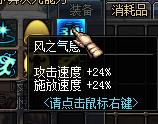 装备
消耗品
风之气息
攻击速度 +24%
施放速度 +24%
<请点击鼠标右键>